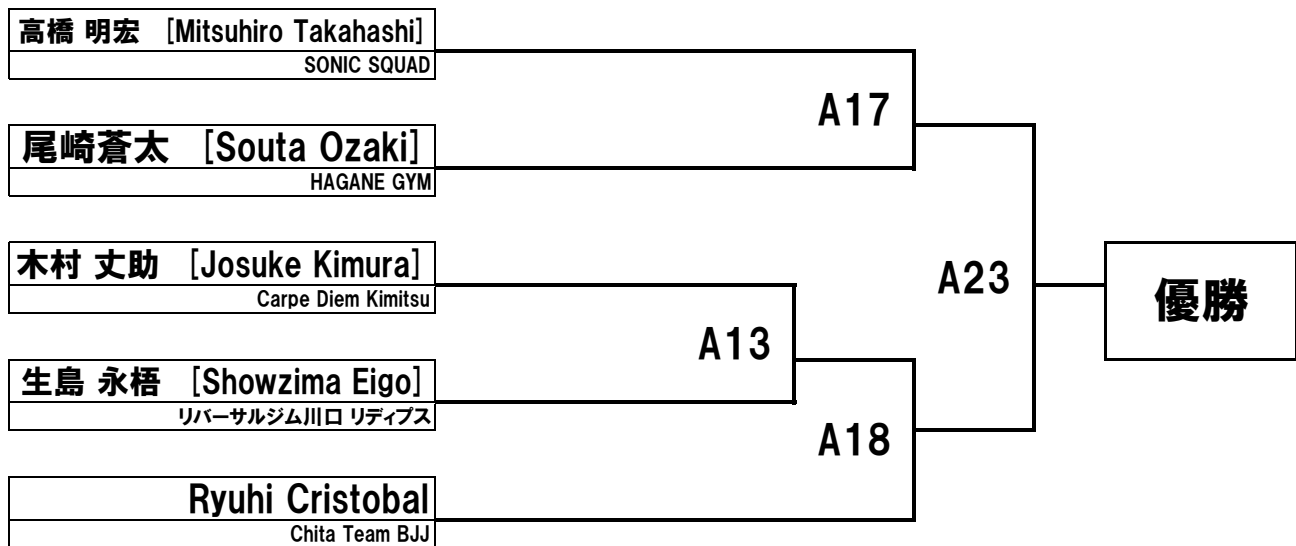 高橋 明宏 [Mitsuhiro Takahashi]
SONIC SQUAD
尾崎蒼太 [Souta Ozaki]
HAGANE GYM
木村 丈助 [Josuke Kimura]
Carpe Diem Kimitsu
生島 永梧 [Showzima Eigo]
リバーサルジム川口 リディプス
Ryuhi Cristobal
Chita Team BJJ
A17
A13
A18
A23
優勝